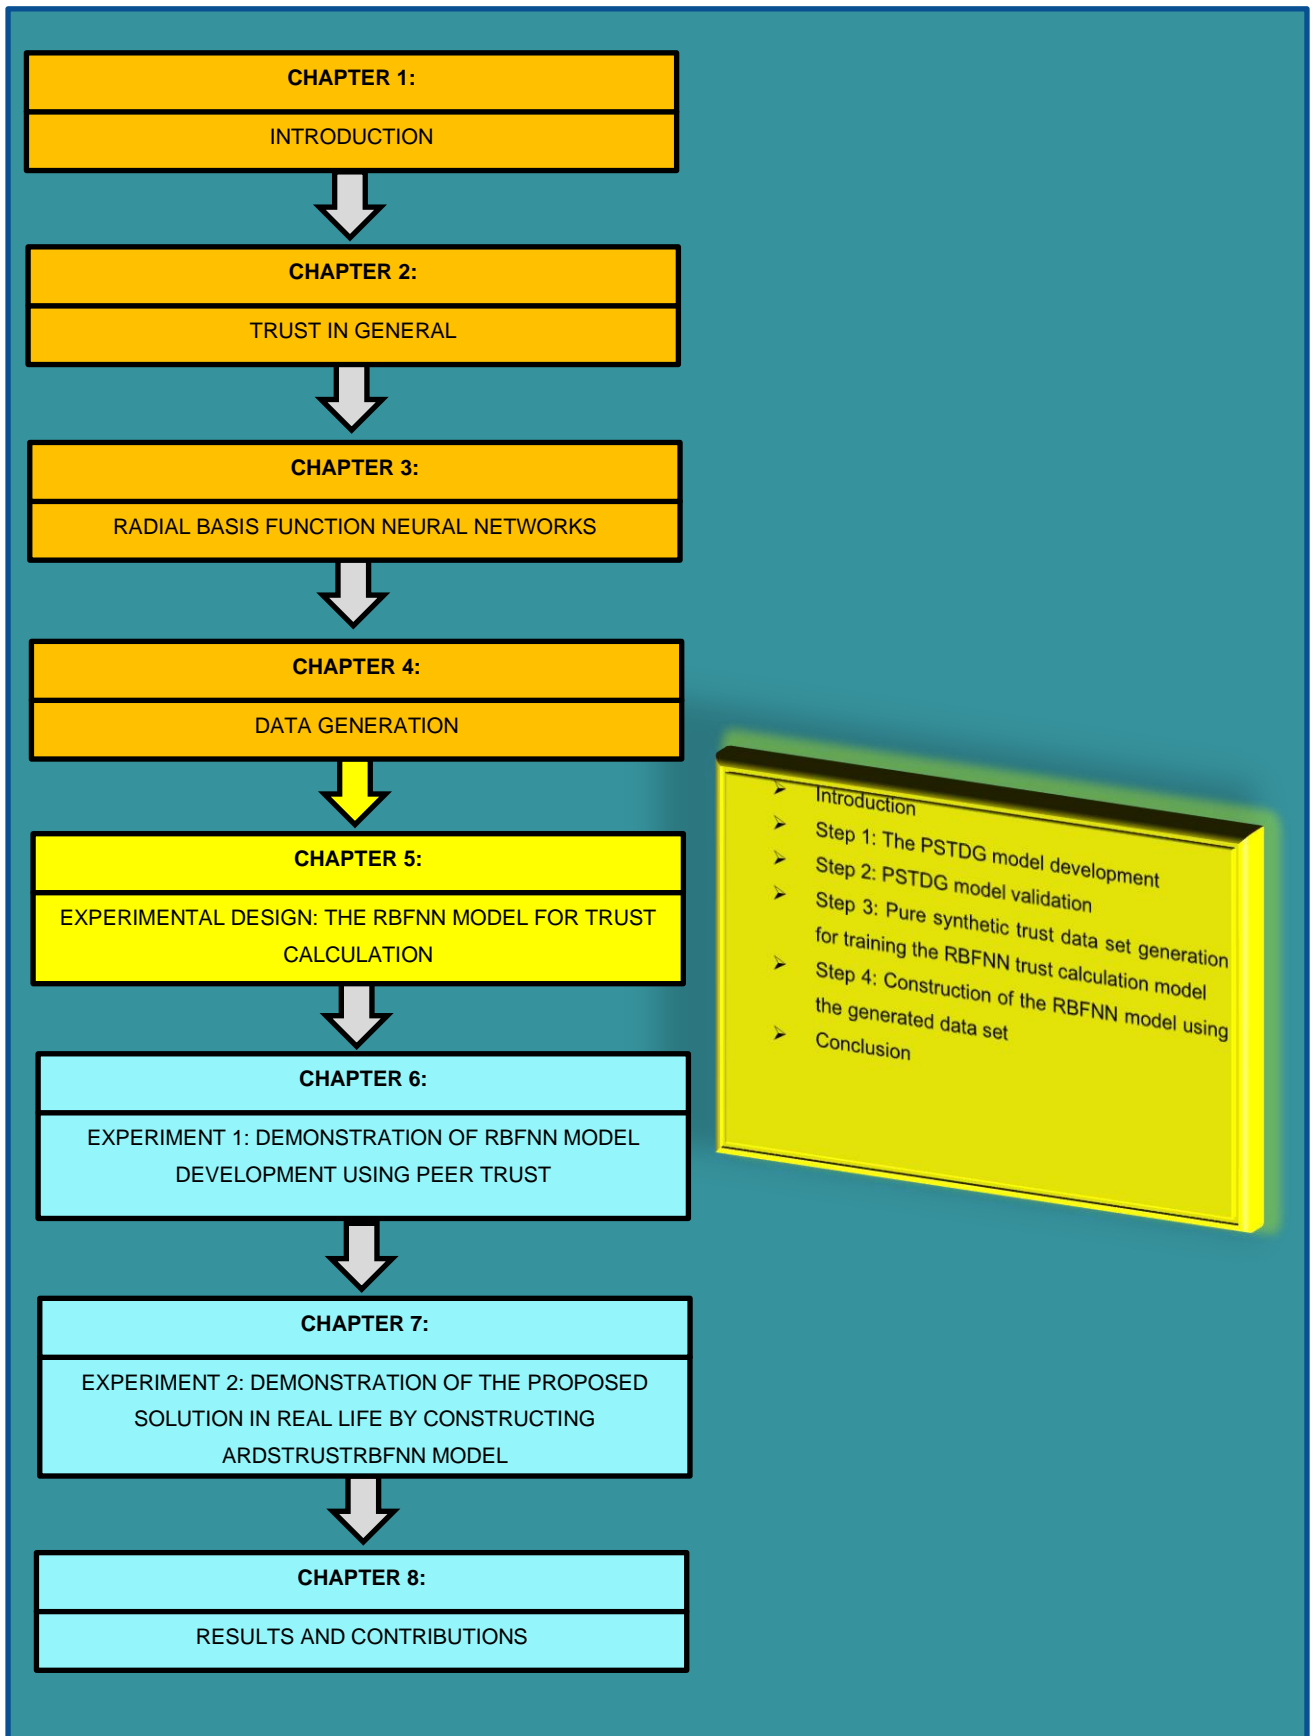 CHAPTER 1:
INTRODUCTION
CHAPTER 2:
TRUST IN GENERAL
CHAPTER 3:
RADIAL BASIS FUNCTION NEURAL NETWORKS
CHAPTER 4:
DATA GENERATION
CHAPTER 5:
EXPERIMENTAL DESIGN: THE RBFNN MODEL FOR TRUST
CALCULATION
➢ Introduction
➢ Step 1: The PSTDG model development
➢ Step 2: PSTDG model validation
➢ Step 3: Pure synthetic trust data set generation
for training the RBFNN trust calculation model
➢ Step 4: Construction of the RBFNN model using
the generated data set
➢ Conclusion
CHAPTER 6:
EXPERIMENT 1: DEMONSTRATION OF RBFNN MODEL
DEVELOPMENT USING PEER TRUST
CHAPTER 7:
EXPERIMENT 2: DEMONSTRATION OF THE PROPOSED
SOLUTION IN REAL LIFE BY CONSTRUCTING
ARDSTRUSTRBFNN MODEL
CHAPTER 8:
RESULTS AND CONTRIBUTIONS